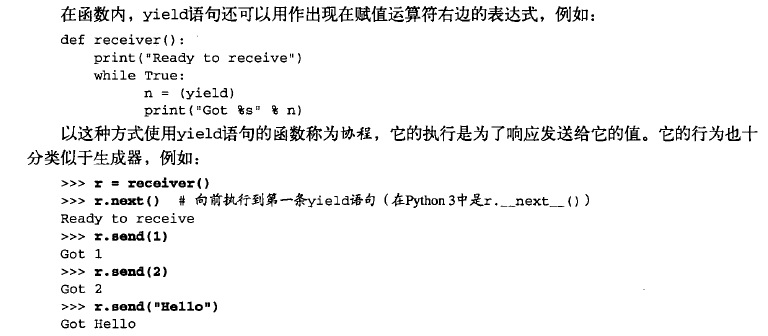 在函数内，yield语句还可以用作出现在赋值运算符右边的表达式，例如：
def receiver():
    print("Ready to receive")
    while True:
        n = (yield)
        print("Got %s" % n)
以这种方式使用yield语句的函数称为协程，它的执行是为了响应发送给它的值。它的行为也十
分类似于生成器，例如：
>>> r = receiver()
>>> r.next()  # 向前执行到第一条yield语句（在Python 3中是r.__next__()）
Ready to receive
>>> r.send(1)
Got 1
>>> r.send(2)
Got 2
>>> r.send("Hello")
Got Hello